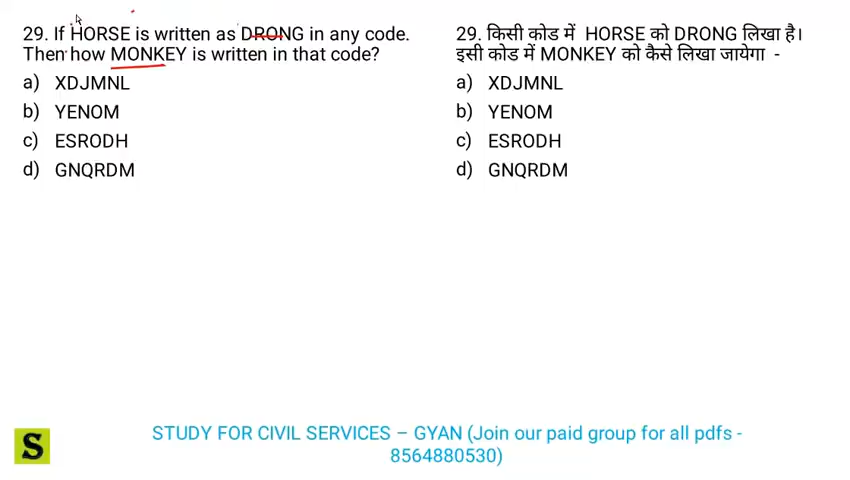 29. If HORSE is written as DRONG in any code.
Then how MONKEY is written in that code?
a) XDJMNL
b) YENOM
c) ESRODH
d) GNQRDM
29. किसी कोड में HORSE को DRONG लिखा है।
इसी कोड में MONKEY को कैसे लिखा जायेगा -
a) XDJMNL
b) YENOM
c) ESRODH
d) GNQRDM
S
STUDY FOR CIVIL SERVICES – GYAN (Join our paid group for all pdfs -
8564880530)